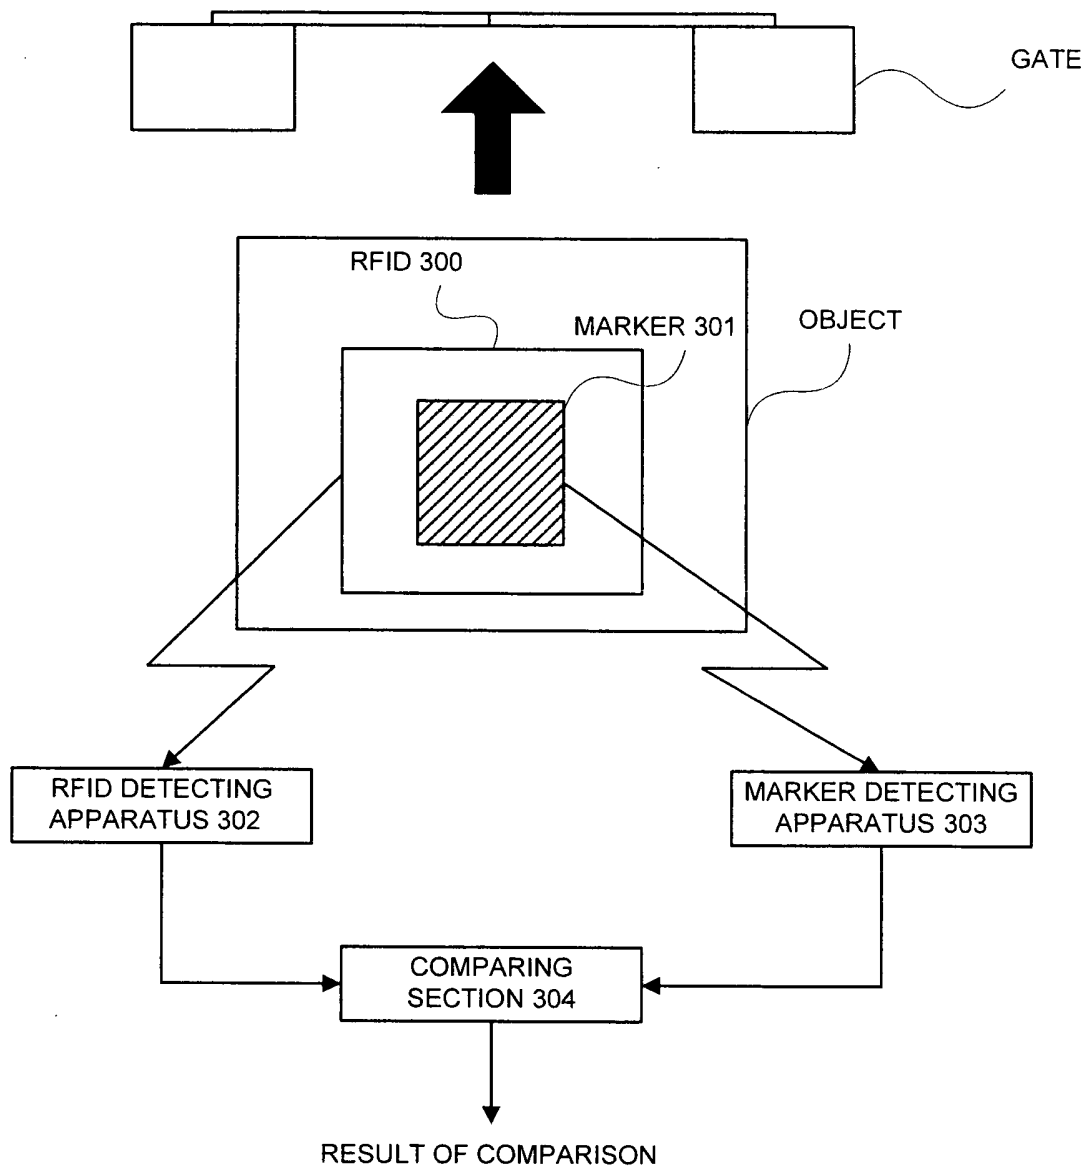 GATE
RFID 300
MARKER 301
OBJECT
RFID DETECTING
APPARATUS 302
MARKER DETECTING
APPARATUS 303
COMPARING
SECTION 304
RESULT OF COMPARISON